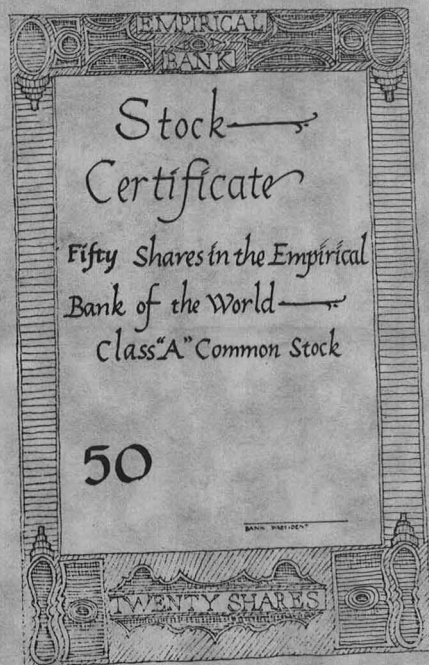 EMPIRICAL
BANK
Stock
Certificate
Fifty Shares in the Empirical
Bank of the World
Class "A" Common Stock
50
BANK PRESIDENT
TWENTY SHARES